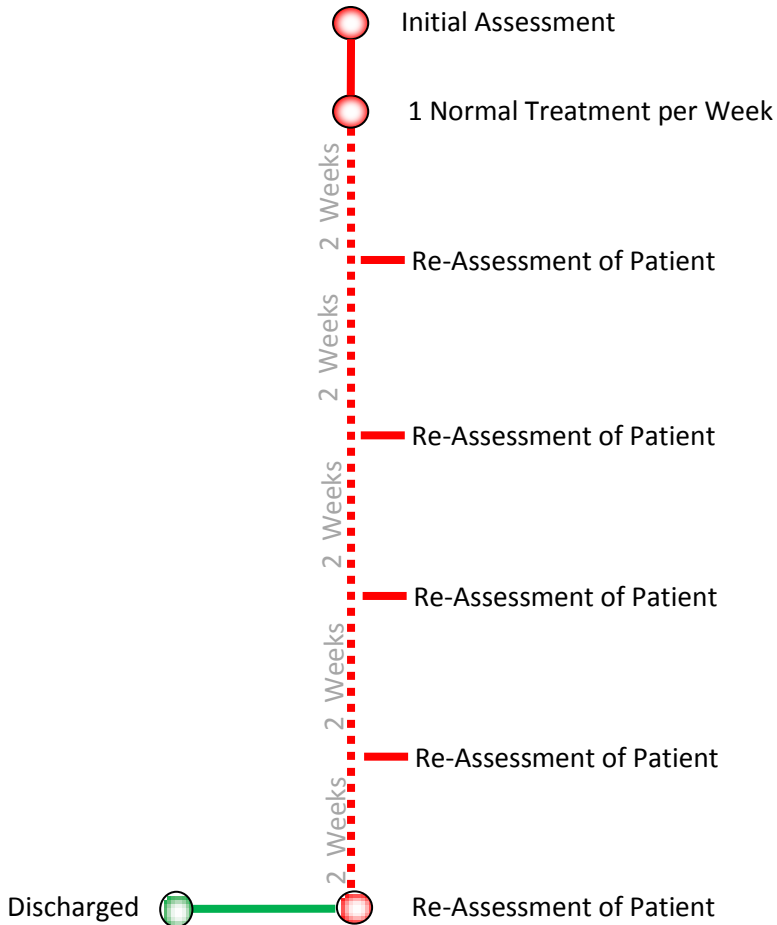 Initial Assessment
1 Normal Treatment per Week
2 Weeks
Re-Assessment of Patient
2 Weeks
Re-Assessment of Patient
2 Weeks
Re-Assessment of Patient
2 Weeks
Re-Assessment of Patient
2 Weeks
Discharged
Re-Assessment of Patient